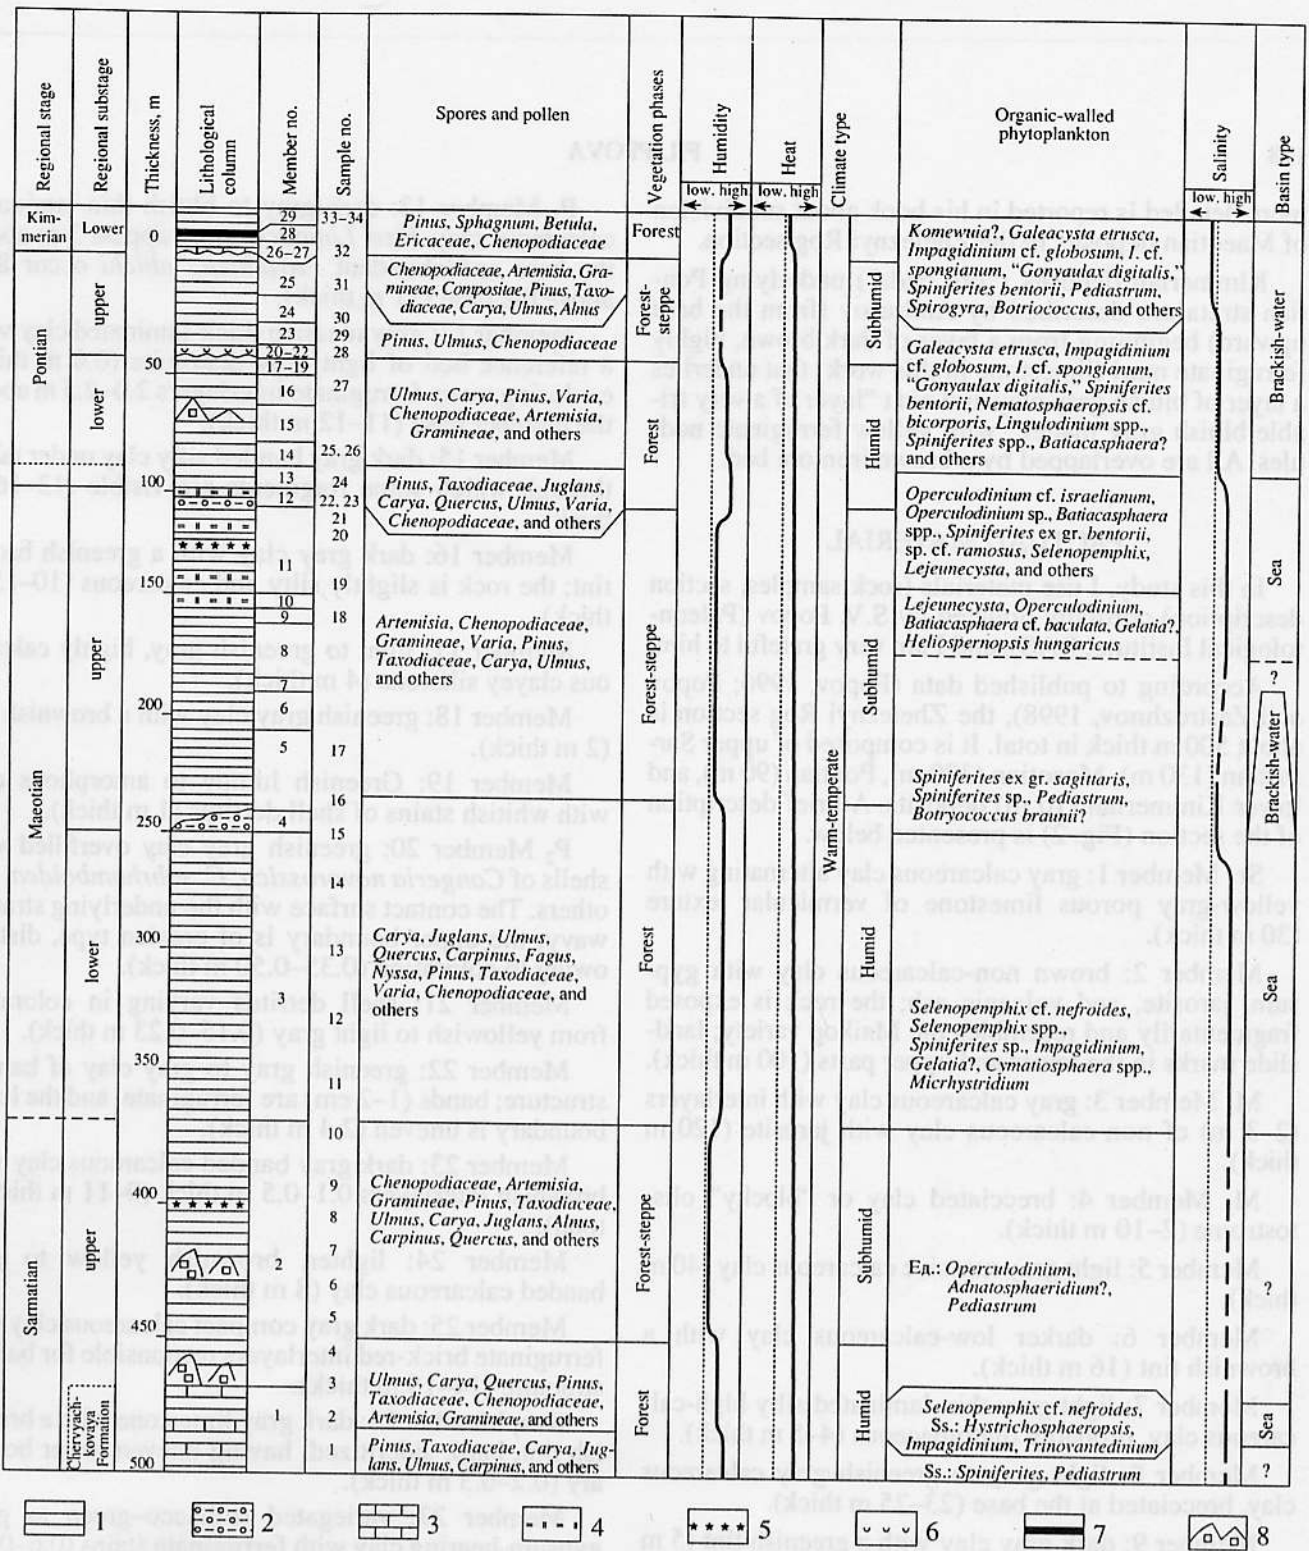 Regional stage
Regional substage
Thickness, m
Lithological
column
Member no.
Sample no.
Spores and pollen
Vegetation phases
Humidity
low. high
Heat
low. high
Climate type
Organic-walled
phytoplankton
Salinity
low. high
Basin type
Kim-
merian
Pontian
Maeotian
Sarmatian
Lower
upper
lower
upper
lower
upper
Chervyach-
kovaya
Formation
0
50
100
150
200
250
300
350
400
450
500
29
28
26–27
25
24
23
20–22
17–19
16
15
14
13
12
11
10
9
8
7
6
5
4
3
2
1
33–34
32
31
30
29
28
27
25, 26
24
22, 23
21
20
19
18
17
16
15
14
13
12
11
10
9
8
7
6
5
4
3
2
1
Pinus, Sphagnum, Betula,
Ericaceae, Chenopodiaceae
Chenopodiaceae, Artemisia, Gra-
mineae, Compositae, Pinus, Taxo-
diaceae, Carya, Ulmus, Alnus
Pinus, Ulmus, Chenopodiaceae
Ulmus, Carya, Pinus, Varia,
Chenopodiaceae, Artemisia,
Gramineae, and others
Pinus, Taxodiaceae, Juglans,
Carya, Quercus, Ulmus, Varia,
Chenopodiaceae, and others
Artemisia, Chenopodiaceae,
Gramineae, Varia, Pinus,
Taxodiaceae, Carya, Ulmus,
and others
Carya, Juglans, Ulmus,
Quercus, Carpinus, Fagus,
Nyssa, Pinus, Taxodiaceae,
Varia, Chenopodiaceae, and
others
Chenopodiaceae, Artemisia,
Gramineae, Pinus, Taxodiaceae,
Ulmus, Carya, Juglans, Alnus,
Carpinus, Quercus, and others
Ulmus, Carya, Quercus, Pinus,
Taxodiaceae, Chenopodiaceae,
Artemisia, Gramineae, and others
Pinus, Taxodiaceae, Carya, Jug-
lans, Ulmus, Carpinus, and others
Forest
Forest-
steppe
Forest
Forest-steppe
Forest
Forest-steppe
Forest
Warm-temperate
Subhumid
Humid
Subhumid
Humid
Subhumid
Humid
Komewuia?, Galeacysta etrusca,
Impagidinium cf. globosum, I. cf.
spongianum, “Gonyaulax digitalis,”
Spiniferites bentorii, Pediastrum,
Spirogyra, Botriococcus, and others
Galeacysta etrusca, Impagidinium
cf. globosum, I. cf. spongianum,
“Gonyaulax digitalis,” Spiniferites
bentorii, Nematosphaeropsis cf.
bicorporis, Lingulodinium spp.,
Spiniferites spp., Batiacasphaera?
and others
Operculodinium cf. israelianum,
Operculodinium sp., Batiacasphaera
spp., Spiniferites ex gr. bentorii,
sp. cf. ramosus, Selenopemphix,
Lejeunecysta, and others
Lejeunecysta, Operculodinium,
Batiacasphaera cf. baculata, Gelatia?,
Heliosperniopsis hungaricus
Spiniferites ex gr. sagittaris,
Spiniferites sp., Pediastrum,
Botryococcus braunii?
Selenopemphix cf. nefroides,
Selenopemphix spp.,
Spiniferites sp., Impagidinium,
Gelatia?, Cymatiosphaera spp.,
Micrhystridium
En.: Operculodinium,
Adnatosphaeridium?,
Pediastrum
Selenopemphix cf. nefroides,
Ss.: Hystrichosphaeropsis,
Impagidinium, Trinovantedinium
Ss.: Spiniferites, Pediastrum
Brackish-water
Sea
?
Brackish-water
Sea
?
Sea
?
1
2
3
4
5
6
7
8